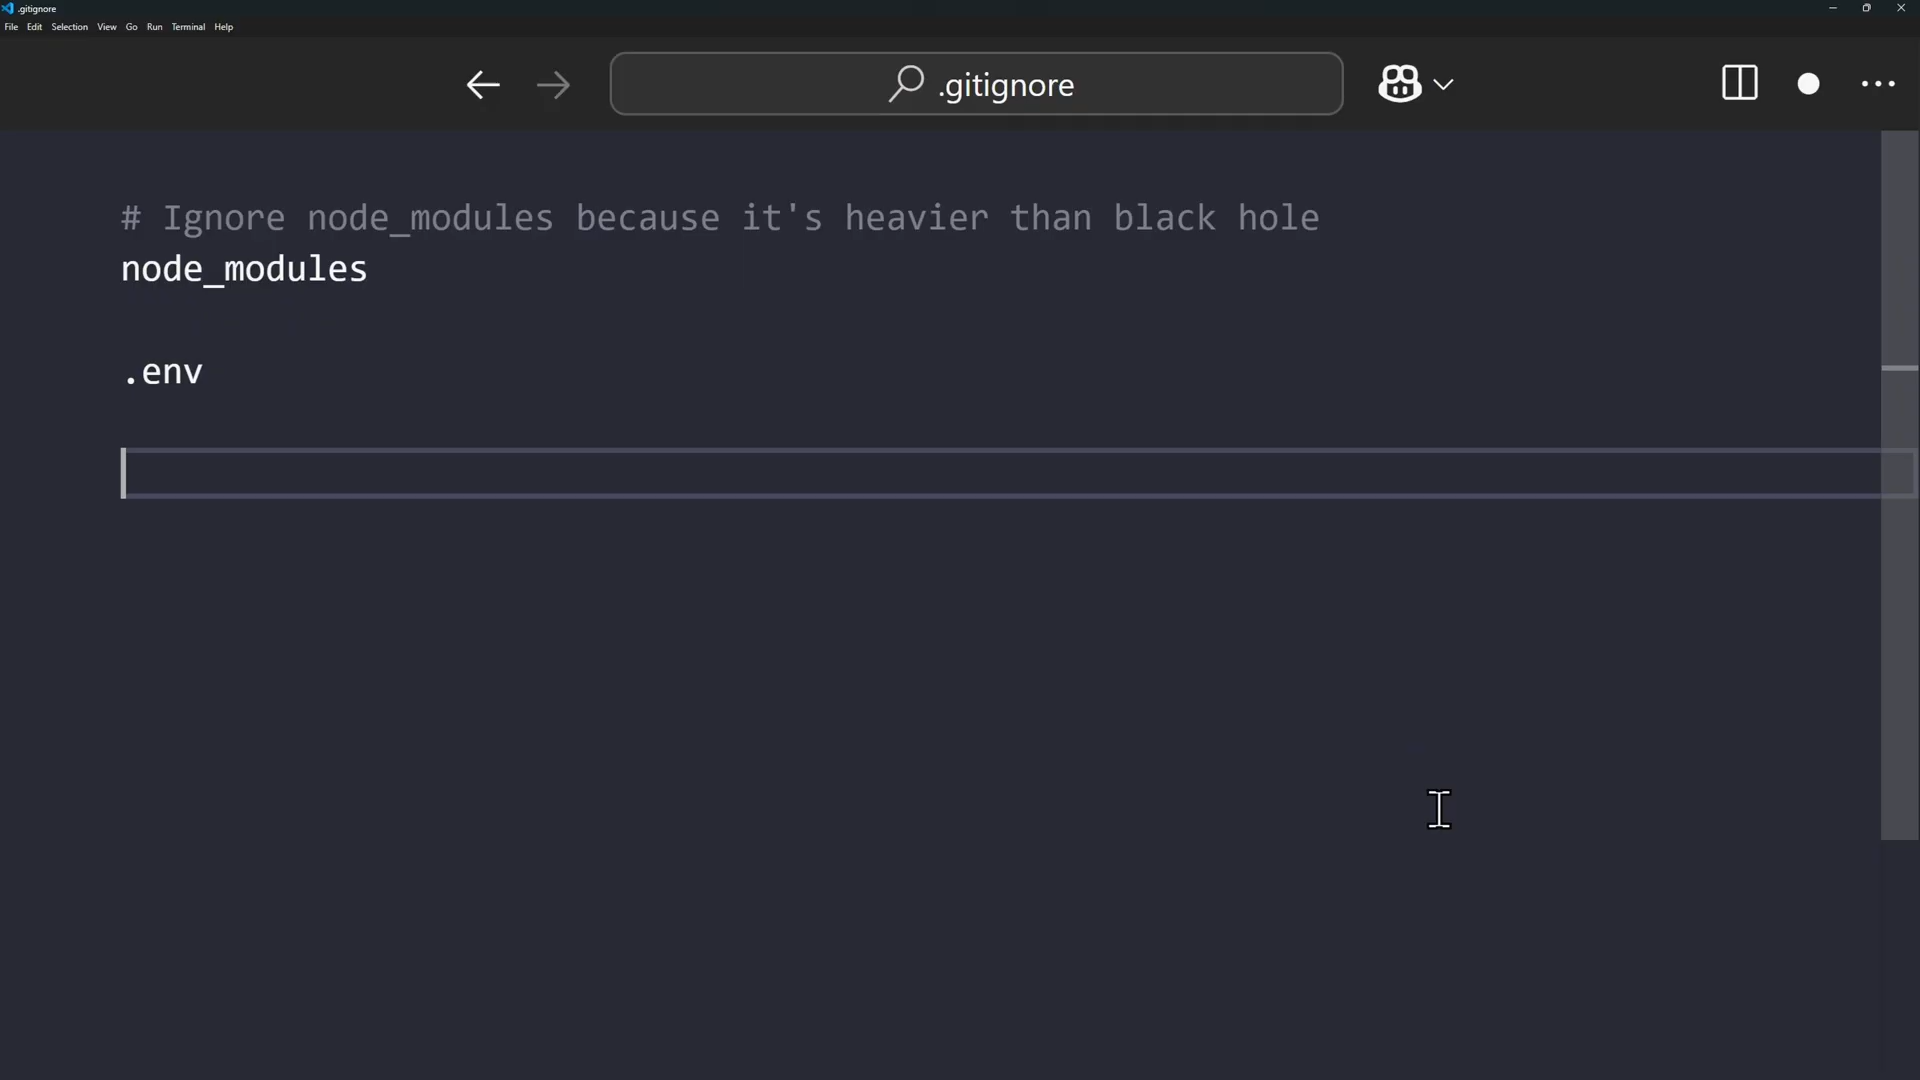 .gitignore
File Edit Selection View Go Run Terminal Help
.gitignore
# Ignore node_modules because it's heavier than black hole
node_modules
.env